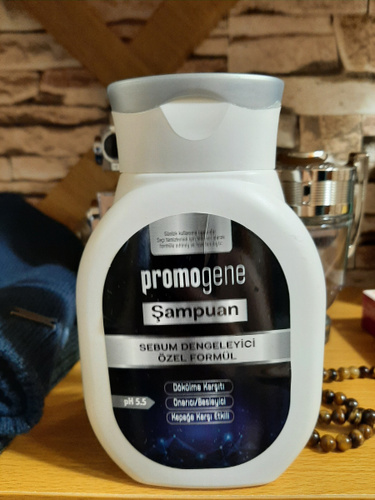 promogene
Şampuan
SEBUM DENGELEYİCİ
ÖZEL FORMÜL
Dökülme Karşıtı
Onarıcı/Besleyici
pH 5.5
Kepeğe Karşı Etkili